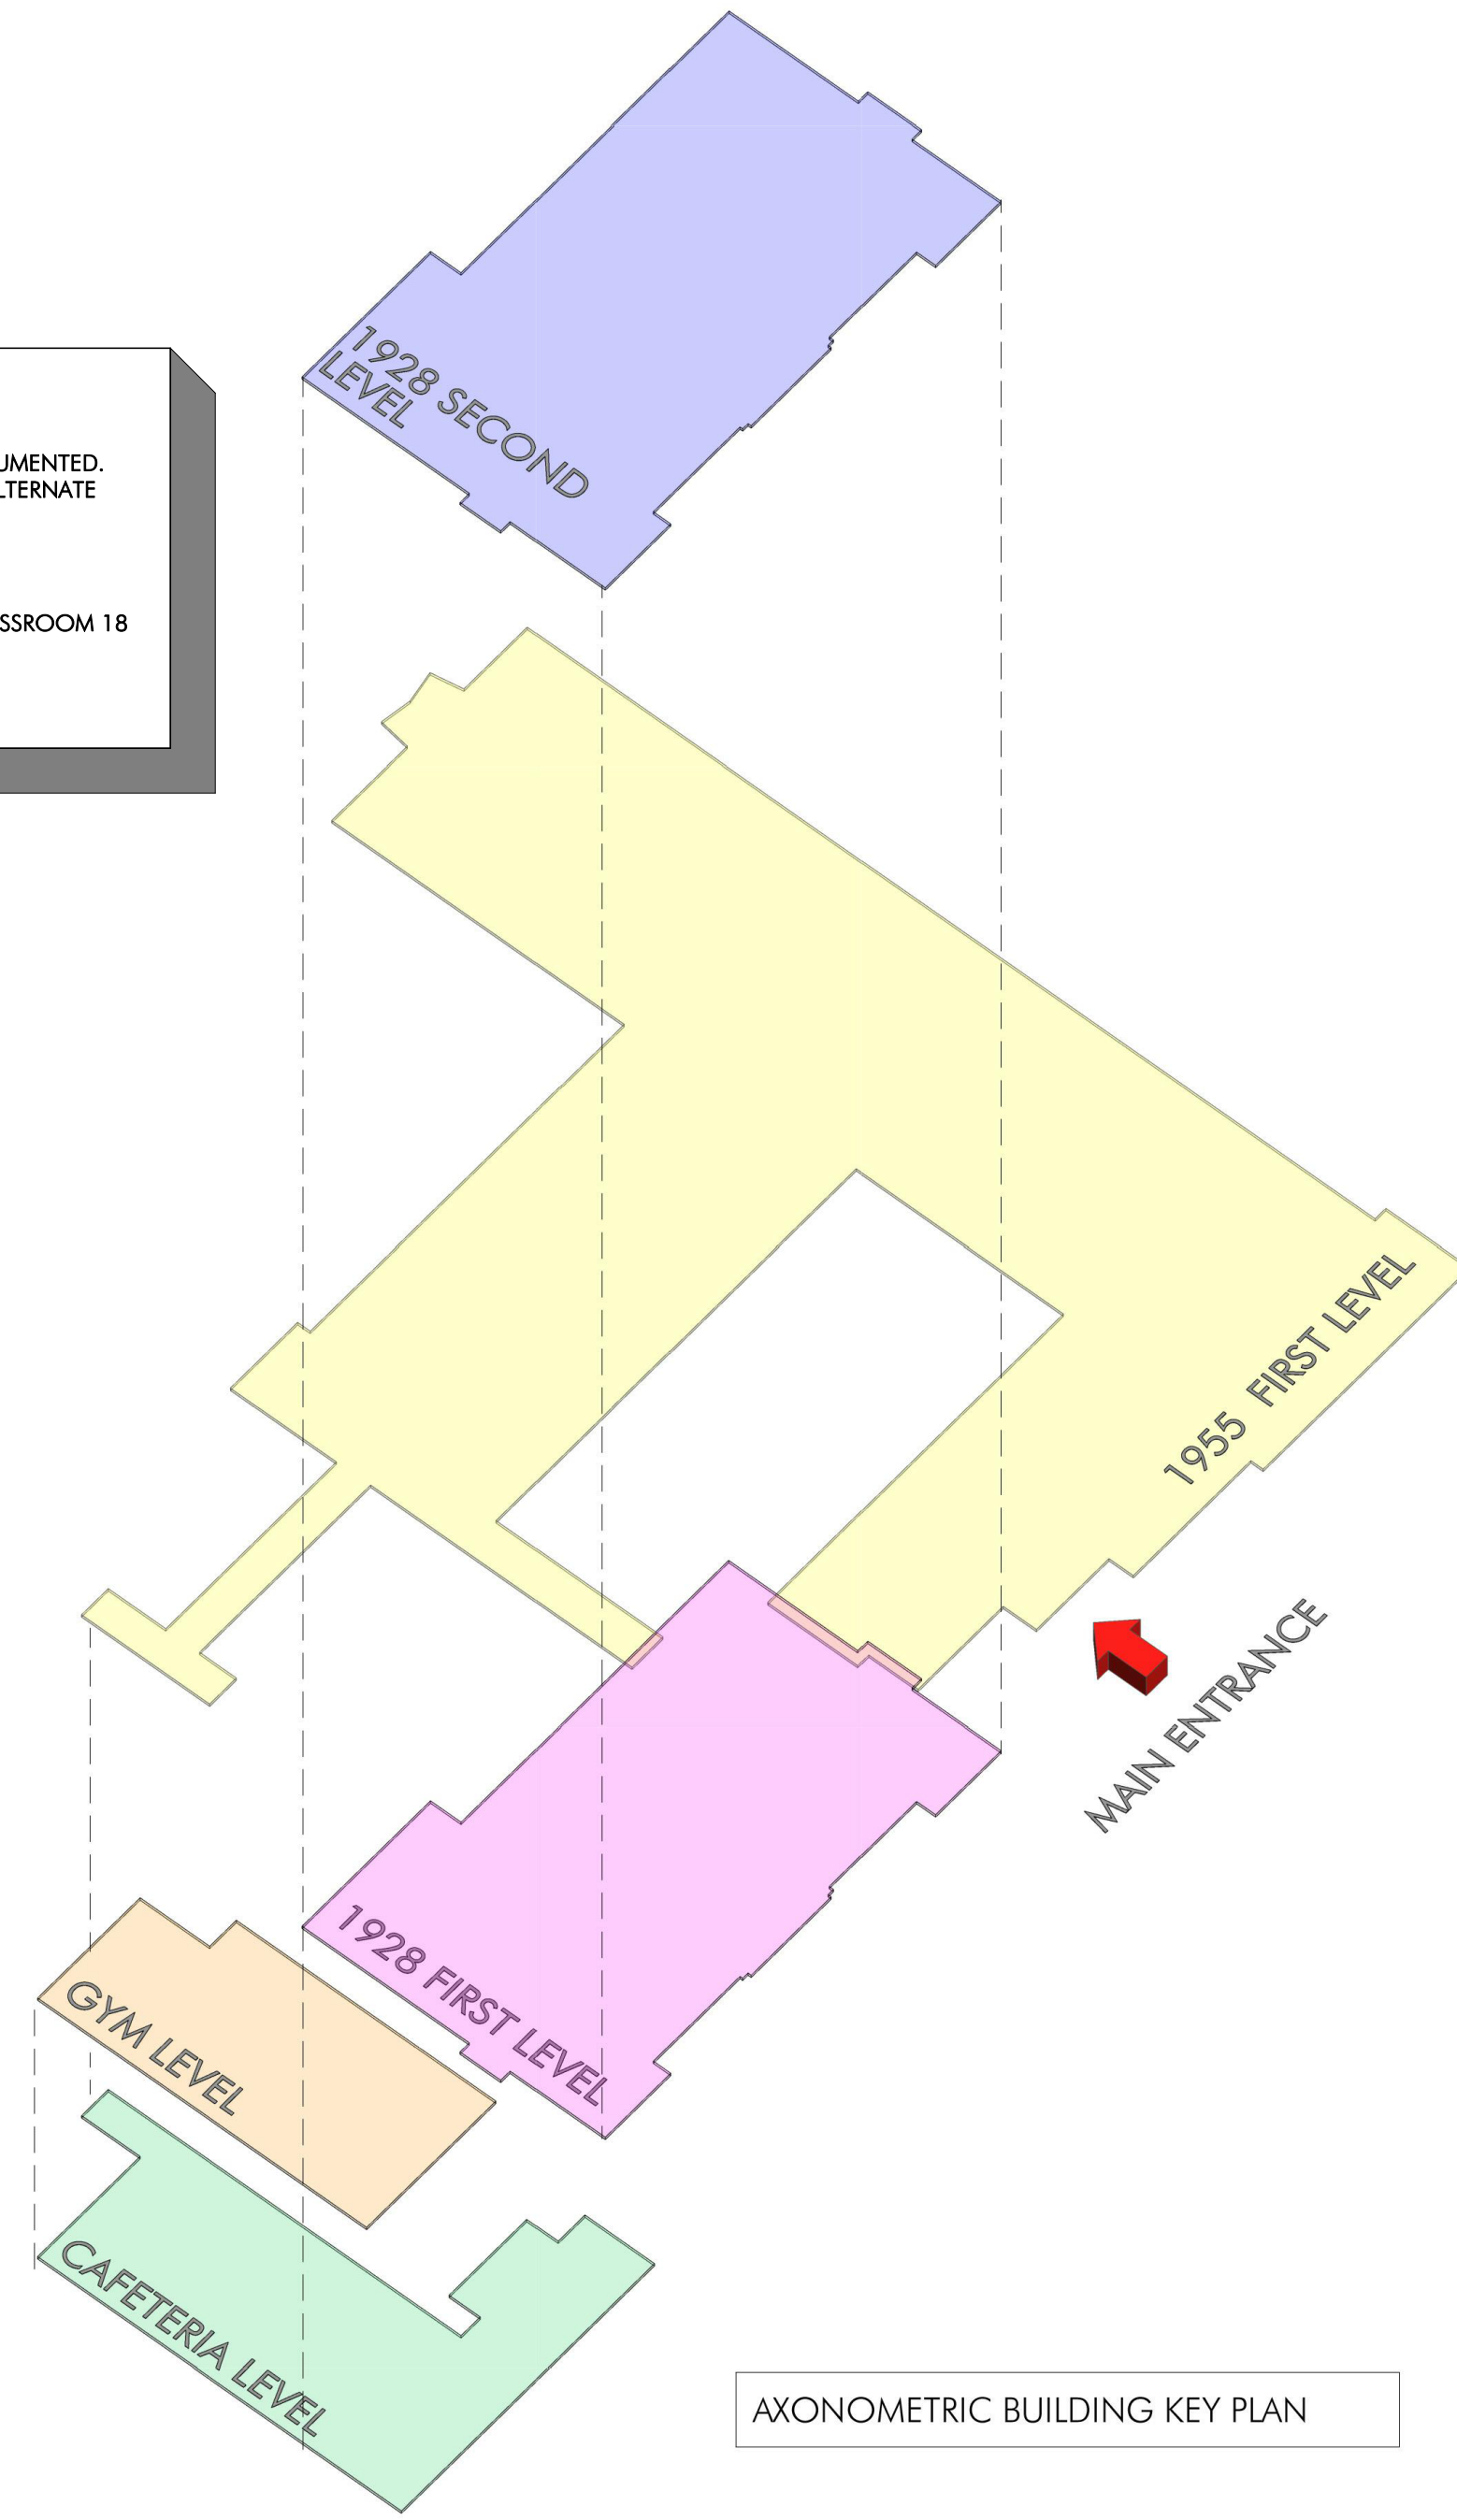 1928 SECOND
LEVEL
UMENTED.
LTERNATE
SSROOM 18
1955 FIRST LEVEL
MAIN ENTRANCE
1928 FIRST LEVEL
GYM LEVEL
CAFETERIA LEVEL
AXONOMETRIC BUILDING KEY PLAN